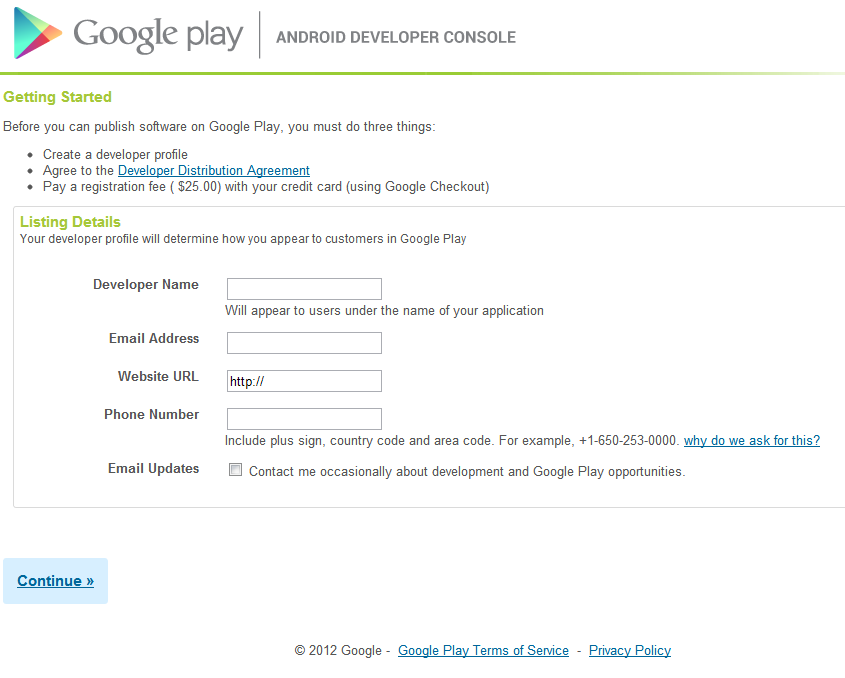 Google play ANDROID DEVELOPER CONSOLE
Getting Started
Before you can publish software on Google Play, you must do three things:
• Create a developer profile
• Agree to the Developer Distribution Agreement
• Pay a registration fee ( $25.00) with your credit card (using Google Checkout)
Listing Details
Your developer profile will determine how you appear to customers in Google Play
Developer Name
Will appear to users under the name of your application
Email Address
Website URL http://
Phone Number
Include plus sign, country code and area code. For example, +1-650-253-0000. why do we ask for this?
Email Updates Contact me occasionally about development and Google Play opportunities.
Continue »
© 2012 Google - Google Play Terms of Service - Privacy Policy